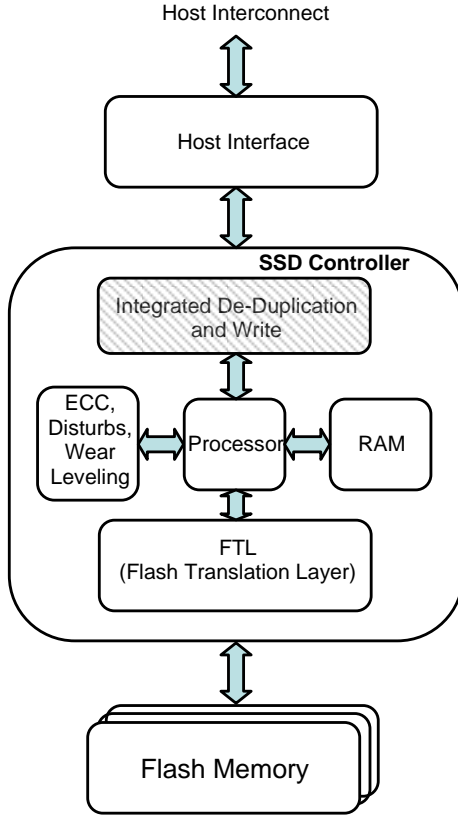 Host Interconnect
Host Interface
SSD Controller
Integrated De-Duplication
and Write
ECC,
Disturbs,
Wear
Leveling
Processor
RAM
FTL
(Flash Translation Layer)
Flash Memory